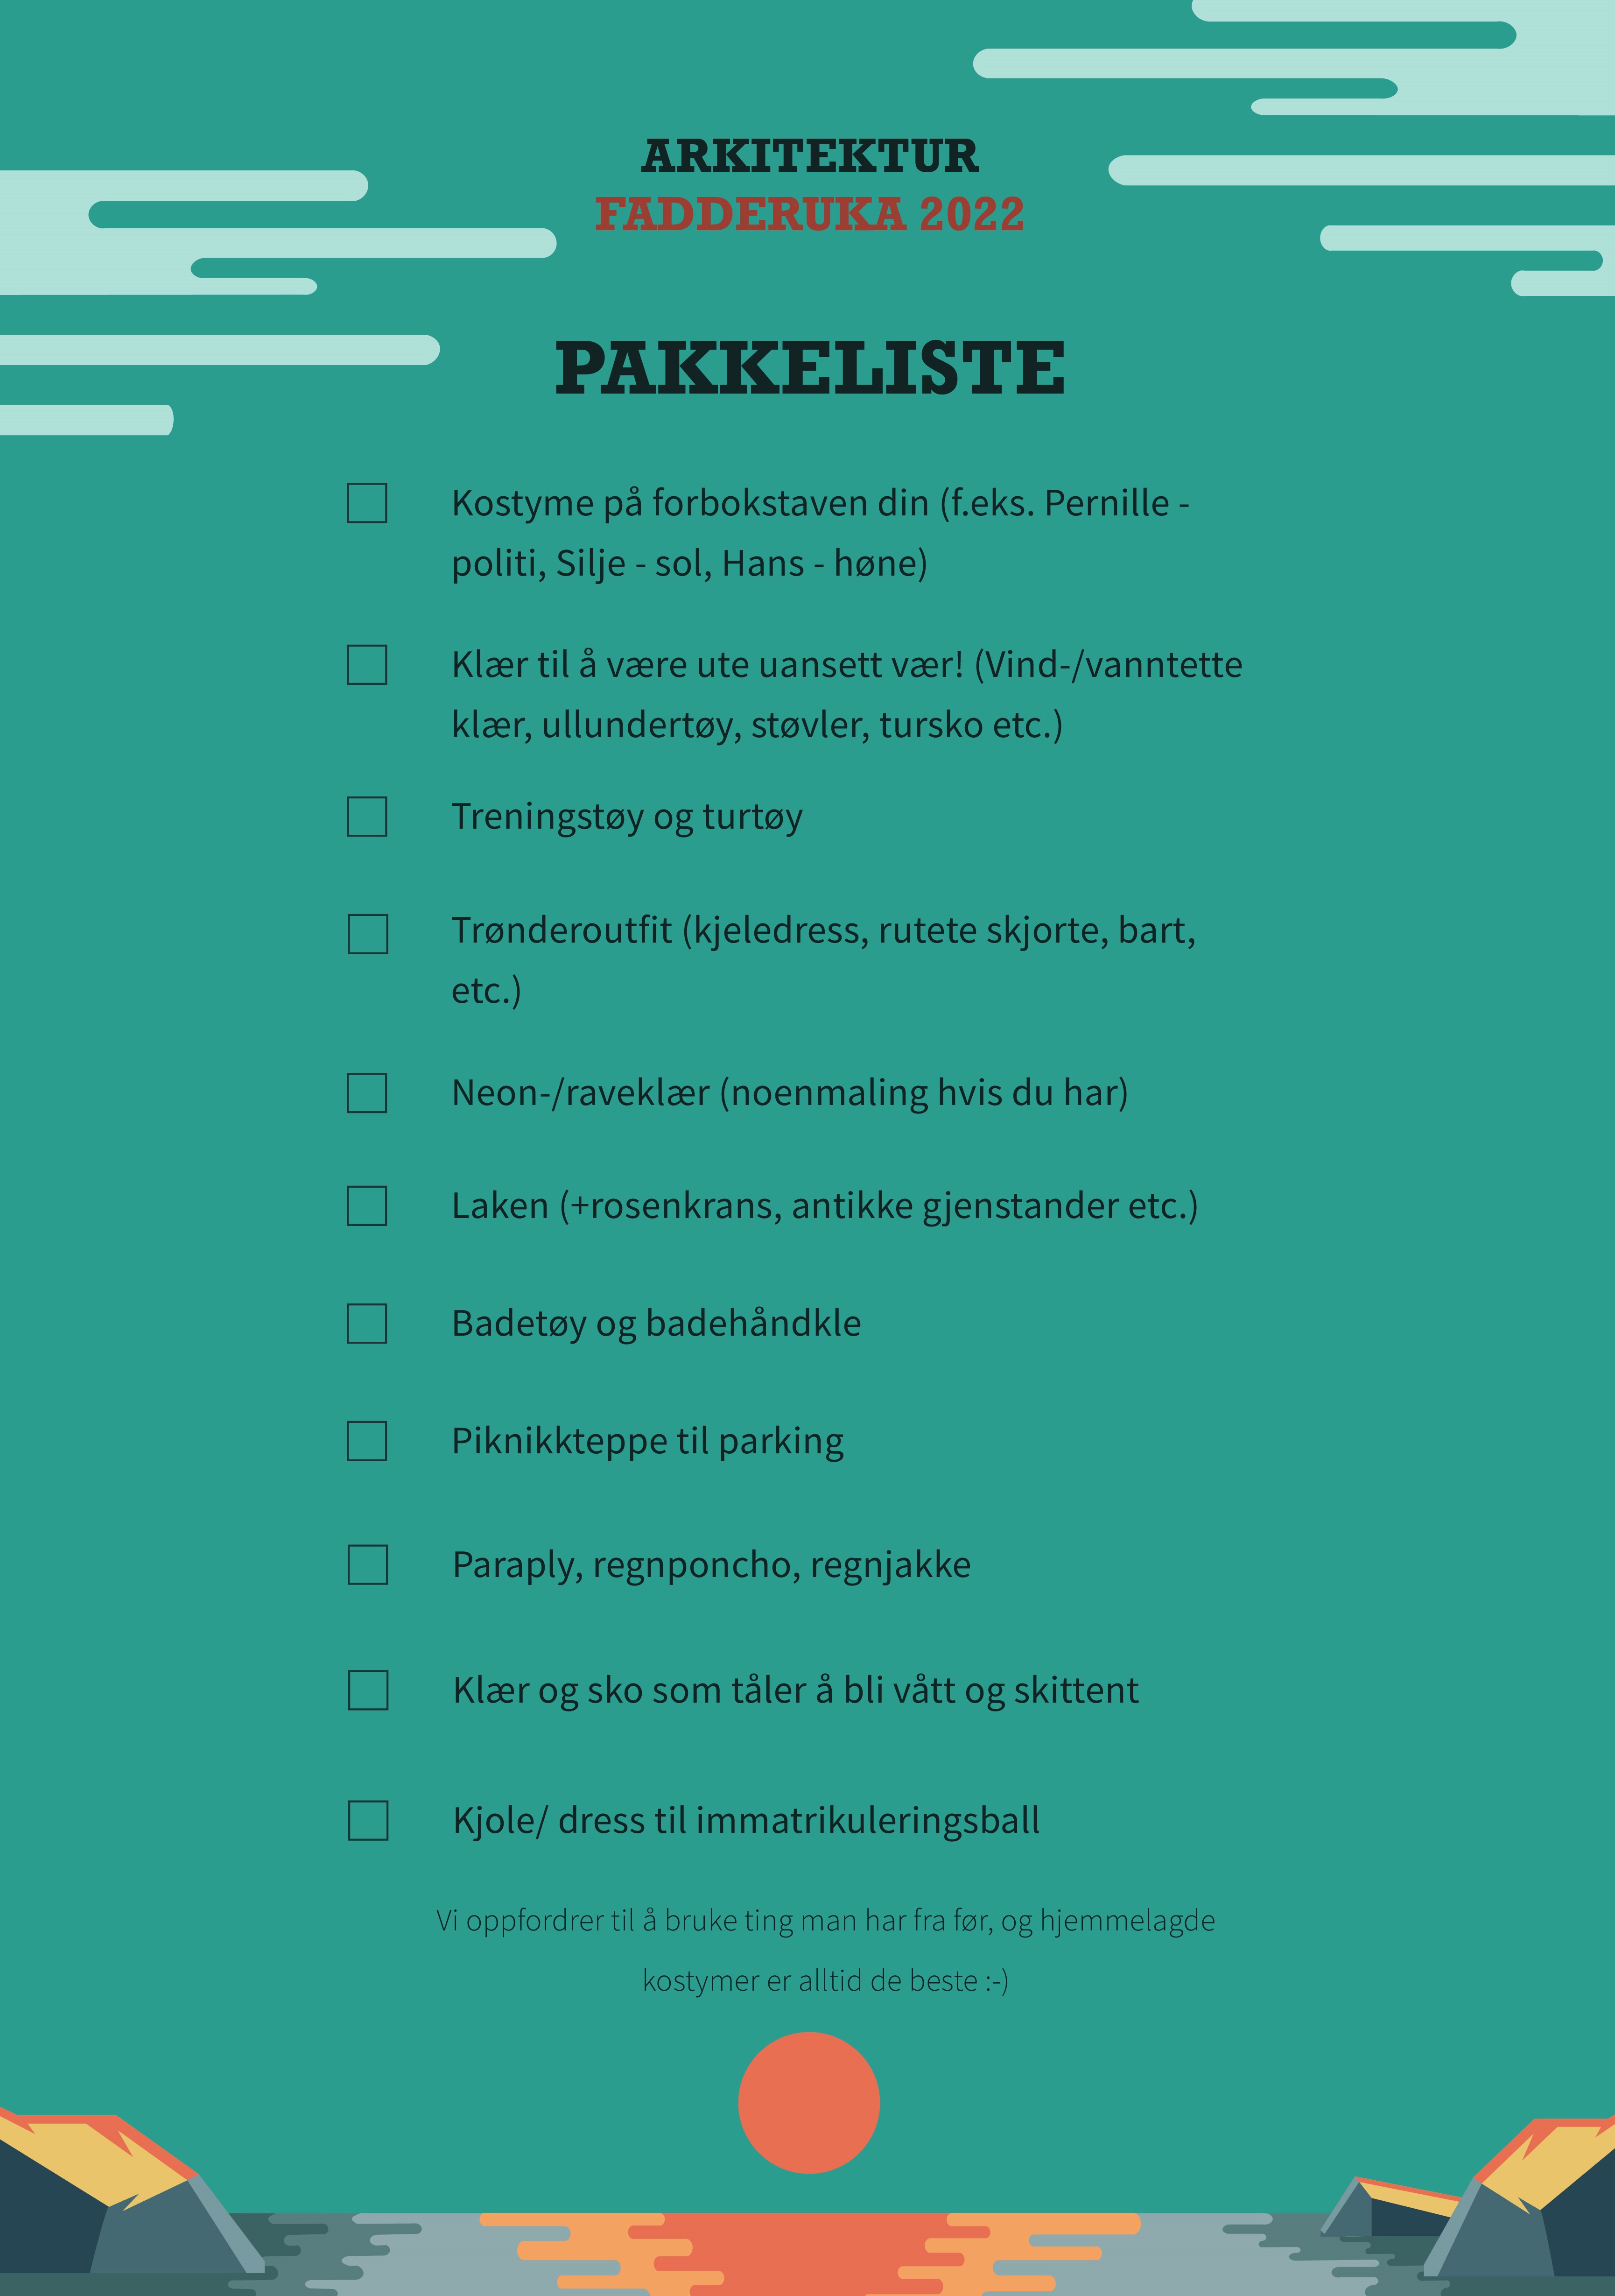 ARKITEKTUR
FADDERUKA 2022
PAKKELISTE
Kostyme på forbokstaven din (f.eks. Pernille -
politi, Silje - sol, Hans - høne)
Klær til å være ute uansett vær! (Vind-/vanntette
klær, ullundertøy, støvler, tursko etc.)
Treningstøy og turtøy
Trønderoutfit (kjeledress, rutete skjorte, bart,
etc.)
Neon-/raveklær (noenmaling hvis du har)
Laken (+rosenkrans, antikke gjenstander etc.)
Badetøy og badehåndkle
Piknikkteppe til parking
Paraply, regnponcho, regnjakke
Klær og sko som tåler å bli vått og skittent
Kjole/ dress til immatrikuleringsball
Vi oppfordrer til å bruke ting man har fra før, og hjemmelagde
kostymer er alltid de beste :-)